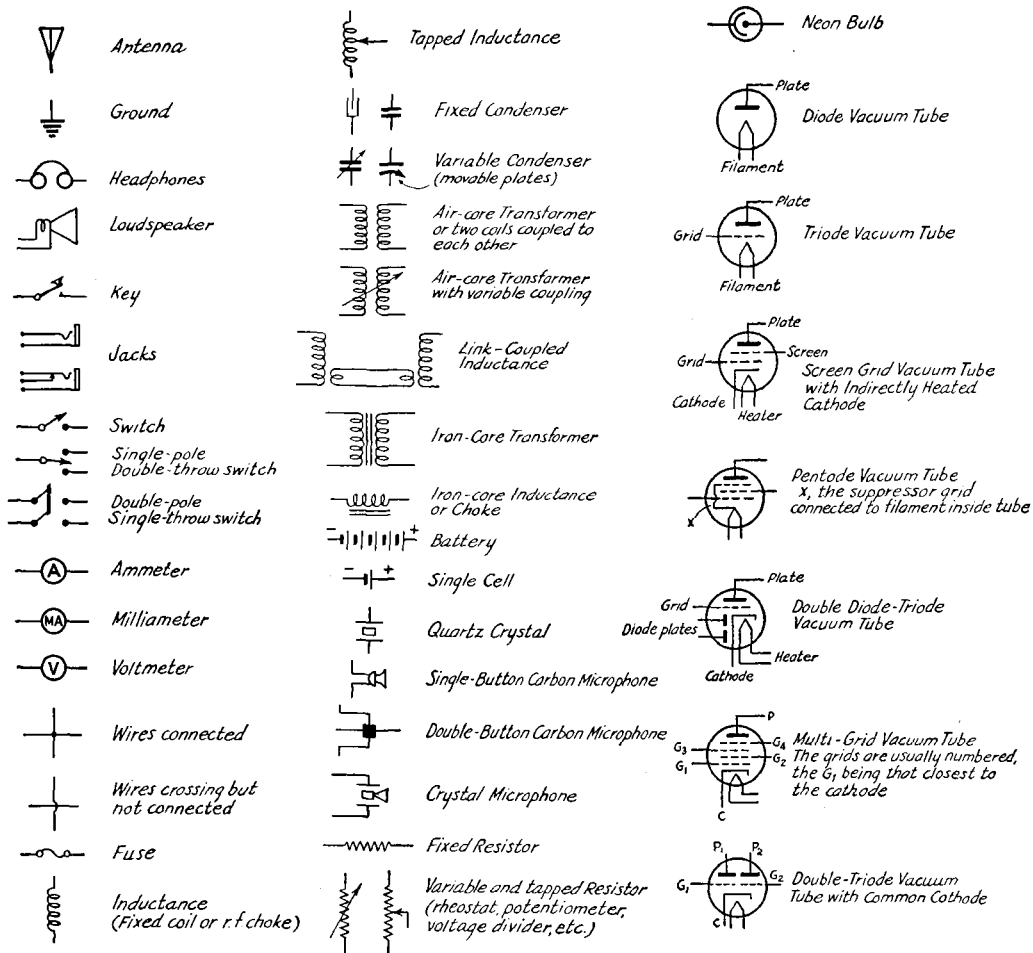 Antenna
Ground
Headphones
Loudspeaker
Key
Jacks
Switch
Single-pole
Double-throw switch
Double-pole
Single-throw switch
A
Ammeter
MA
Milliameter
V
Voltmeter
Wires connected
Wires crossing but
not connected
Fuse
Inductance
(Fixed coil or r.f choke)
Tapped Inductance
Fixed Condenser
Variable Condenser
(movable plates)
Air-core Transformer
or two coils coupled to
each other
Air-core Transformer
with variable coupling
Link-Coupled
Inductance
Iron-Core Transformer
Iron-core Inductance
or Choke
- +
Battery
- +
Single Cell
Quartz Crystal
Single-Button Carbon Microphone
Double-Button Carbon Microphone
Crystal Microphone
Fixed Resistor
Variable and tapped Resistor
(rheostat, potentiometer,
voltage divider, etc.)
Neon Bulb
Plate
Diode Vacuum Tube
Filament
Plate
Grid
Triode Vacuum Tube
Filament
Plate
Screen
Grid
Screen Grid Vacuum Tube
with Indirectly Heated
Cathode
Cathode
Heater
Pentode Vacuum Tube
X, the suppressor grid
connected to filament inside tube
X
Plate
Grid
Double Diode-Triode
Vacuum Tube
Diode plates
Heater
Cathode
P
G4
G3
G2
G1
Multi-Grid Vacuum Tube
The grids are usually numbered,
the G1 being that closest to
the cathode
C
P1 P2
G1
G2
Double-Triode Vacuum
Tube with Common Cathode
C